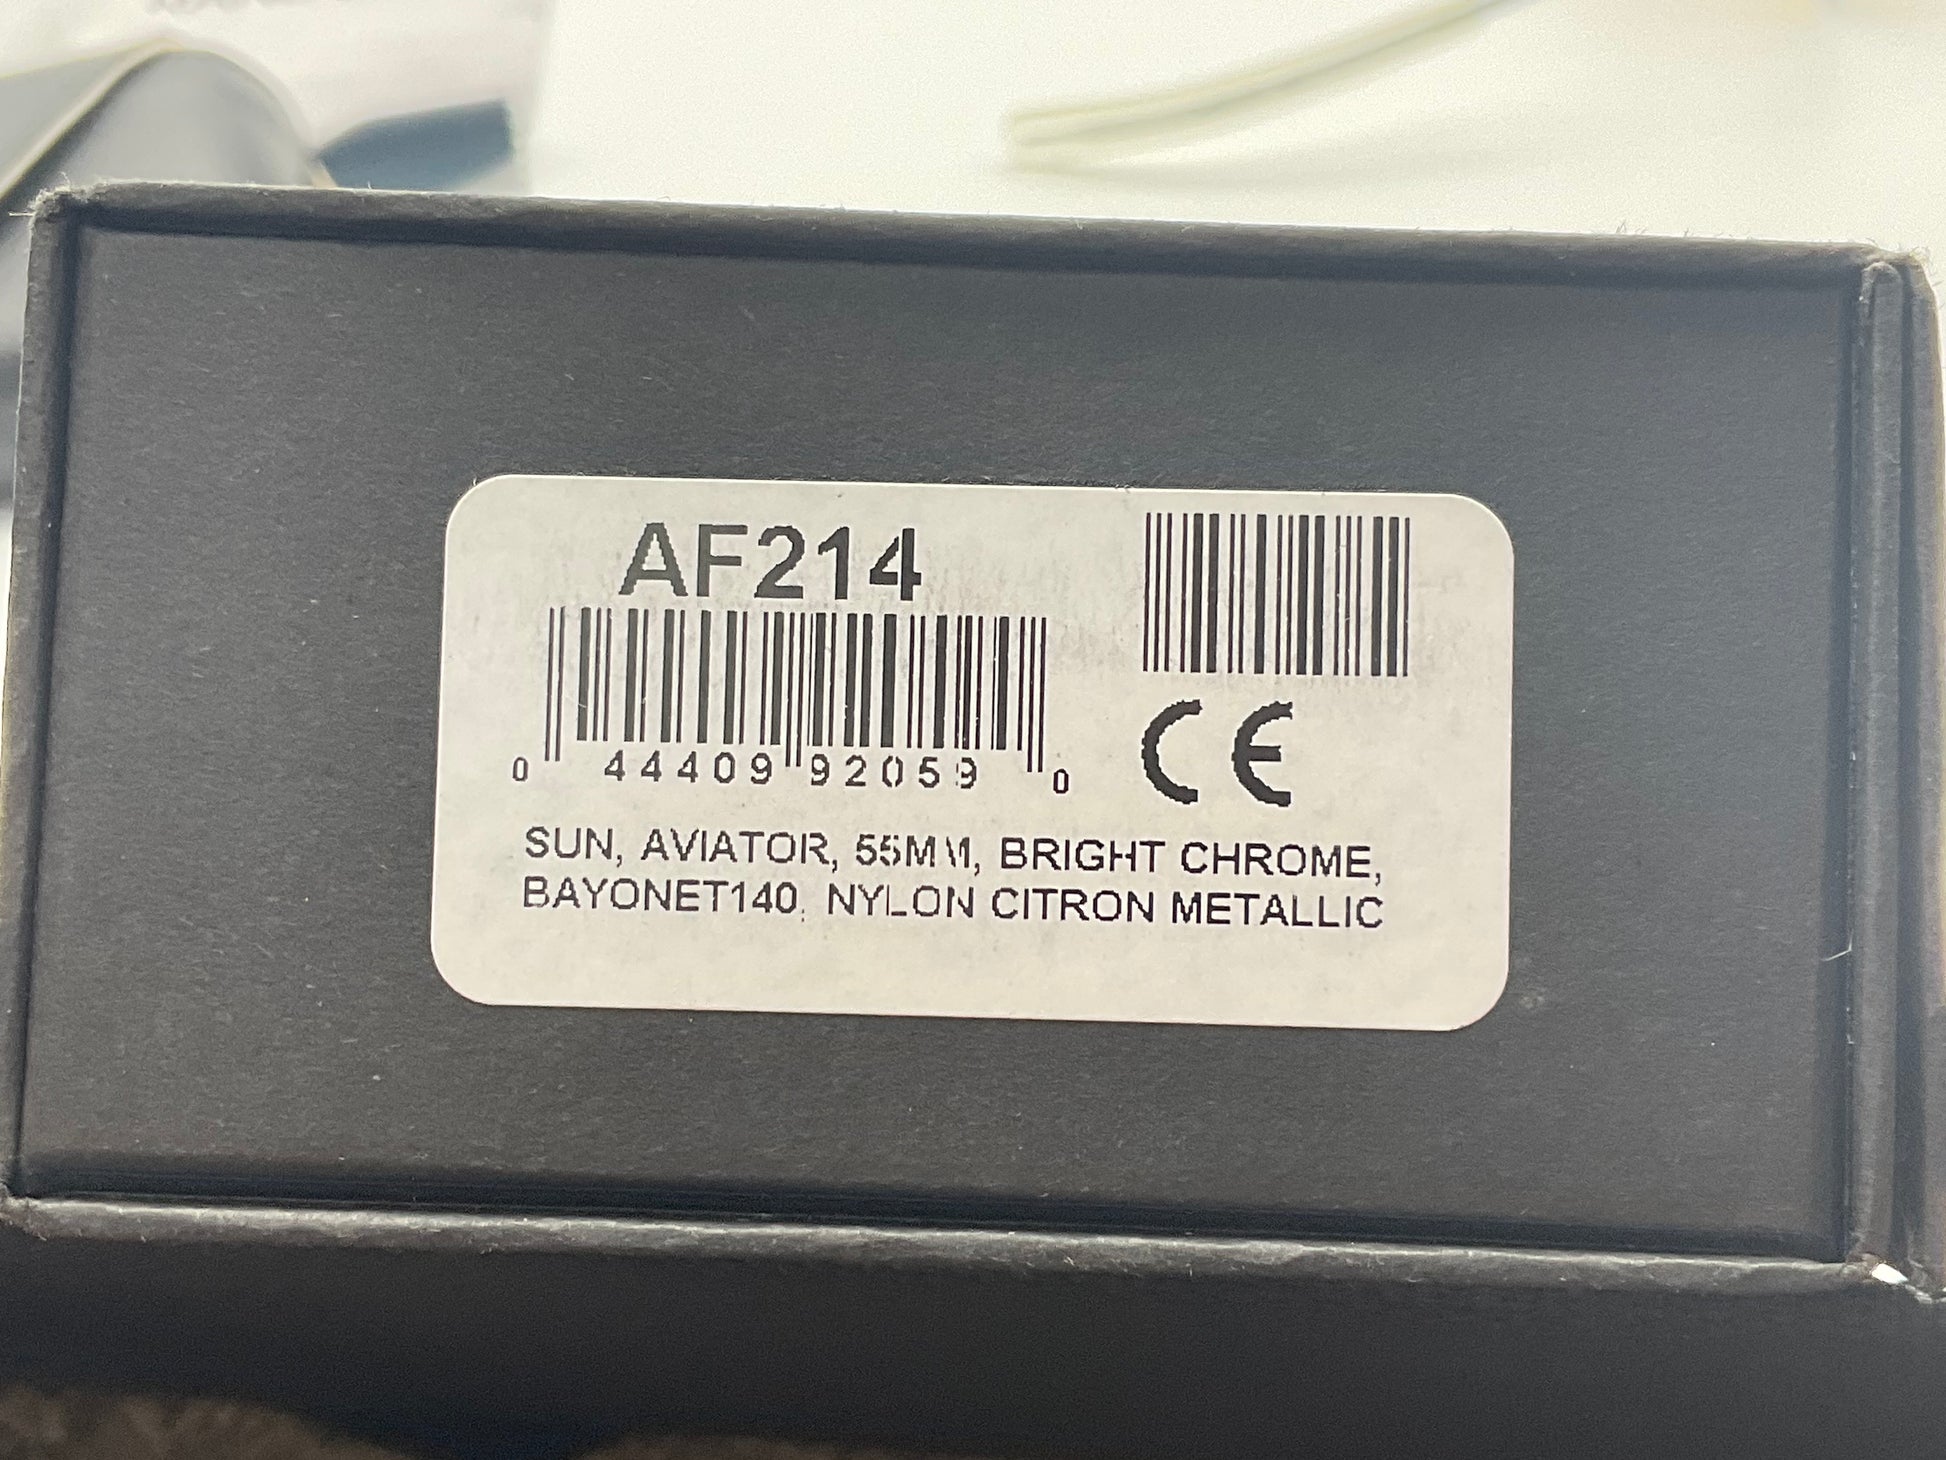 AF214
0 44409 92059 0
CE
SUN, AVIATOR, 55MM, BRIGHT CHROME,
BAYONET140, NYLON CITRON METALLIC